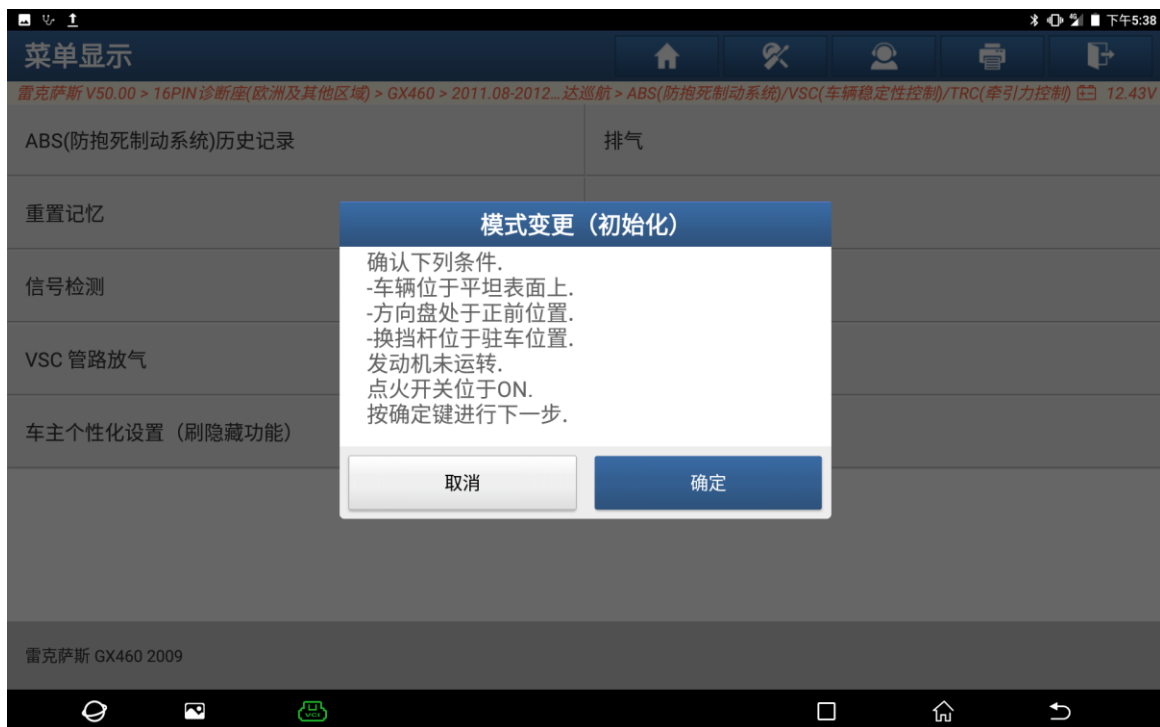 下午5:38
菜单显示
雷克萨斯 V50.00 > 16PIN诊断座(欧洲及其他区域) > GX460 > 2011.08-2012...达巡航 > ABS(防抱死制动系统)/VSC(车辆稳定性控制)/TRC(牵引力控制) 12.43V
ABS(防抱死制动系统)历史记录
排气
重置记忆
信号检测
VSC 管路放气
车主个性化设置（刷隐藏功能）
模式变更（初始化）
确认下列条件.
-车辆位于平坦表面上.
-方向盘处于正前位置.
-换挡杆位于驻车位置.
发动机未运转.
点火开关位于ON.
按确定键进行下一步.
取消
确定
雷克萨斯 GX460 2009
VCI